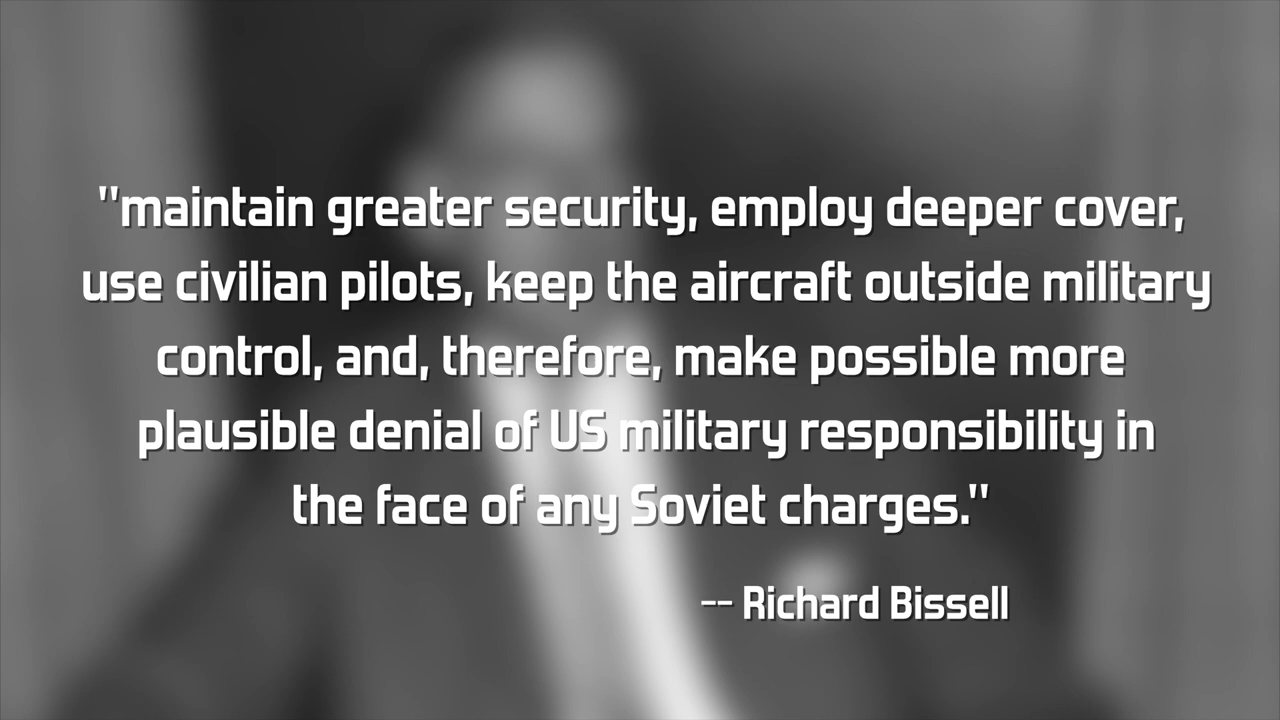 "maintain greater security, employ deeper cover,
use civilian pilots, keep the aircraft outside military
control, and, therefore, make possible more
plausible denial of US military responsibility in
the face of any Soviet charges."
-- Richard Bissell